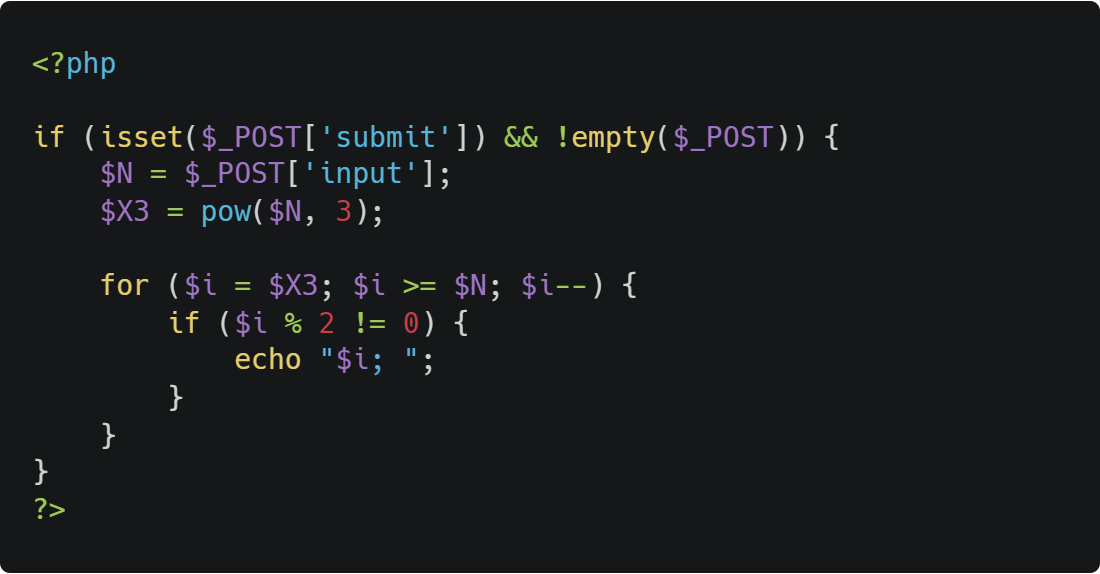 <?php
if (isset($_POST['submit']) && !empty($_POST)) {
    $N = $_POST['input'];
    $X3 = pow($N, 3);
    for ($i = $X3; $i >= $N; $i--) {
        if ($i % 2 != 0) {
            echo "$i; ";
        }
    }
}
?>